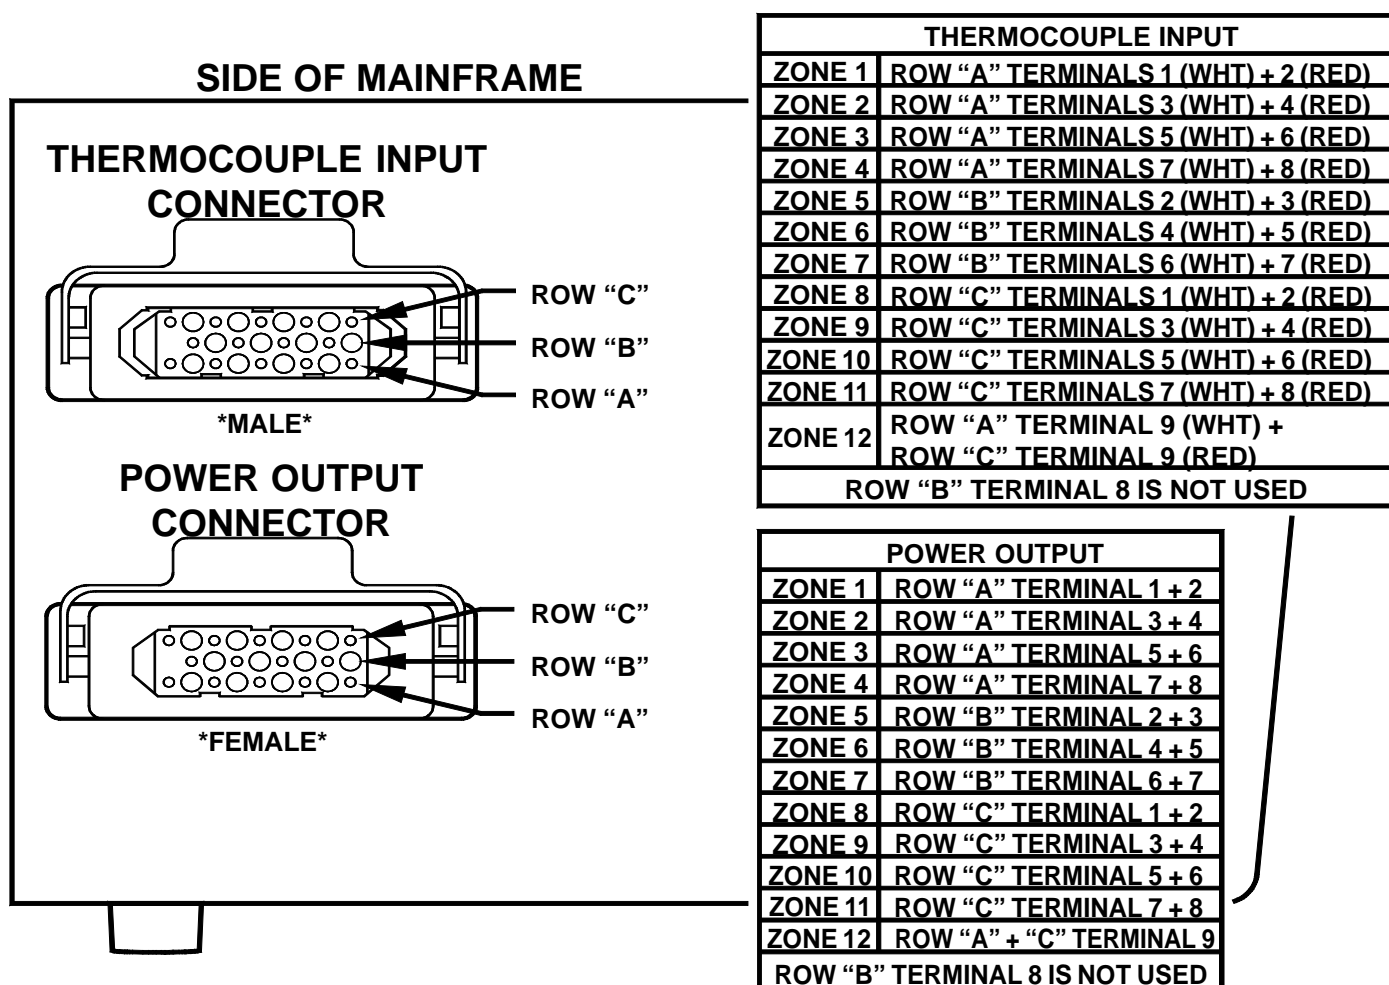 SIDE OF MAINFRAME
THERMOCOUPLE INPUT
CONNECTOR
ROW “C”
ROW “B”
ROW “A”
*MALE*
POWER OUTPUT
CONNECTOR
ROW “C”
ROW “B”
ROW “A”
*FEMALE*
THERMOCOUPLE INPUT
ZONE 1 ROW “A” TERMINALS 1 (WHT) + 2 (RED)
ZONE 2 ROW “A” TERMINALS 3 (WHT) + 4 (RED)
ZONE 3 ROW “A” TERMINALS 5 (WHT) + 6 (RED)
ZONE 4 ROW “A” TERMINALS 7 (WHT) + 8 (RED)
ZONE 5 ROW “B” TERMINALS 2 (WHT) + 3 (RED)
ZONE 6 ROW “B” TERMINALS 4 (WHT) + 5 (RED)
ZONE 7 ROW “B” TERMINALS 6 (WHT) + 7 (RED)
ZONE 8 ROW “C” TERMINALS 1 (WHT) + 2 (RED)
ZONE 9 ROW “C” TERMINALS 3 (WHT) + 4 (RED)
ZONE 10 ROW “C” TERMINALS 5 (WHT) + 6 (RED)
ZONE 11 ROW “C” TERMINALS 7 (WHT) + 8 (RED)
ZONE 12 ROW “A” TERMINAL 9 (WHT) +
ROW “C” TERMINAL 9 (RED)
ROW “B” TERMINAL 8 IS NOT USED
POWER OUTPUT
ZONE 1 ROW “A” TERMINAL 1 + 2
ZONE 2 ROW “A” TERMINAL 3 + 4
ZONE 3 ROW “A” TERMINAL 5 + 6
ZONE 4 ROW “A” TERMINAL 7 + 8
ZONE 5 ROW “B” TERMINAL 2 + 3
ZONE 6 ROW “B” TERMINAL 4 + 5
ZONE 7 ROW “B” TERMINAL 6 + 7
ZONE 8 ROW “C” TERMINAL 1 + 2
ZONE 9 ROW “C” TERMINAL 3 + 4
ZONE 10 ROW “C” TERMINAL 5 + 6
ZONE 11 ROW “C” TERMINAL 7 + 8
ZONE 12 ROW “A” + “C” TERMINAL 9
ROW “B” TERMINAL 8 IS NOT USED